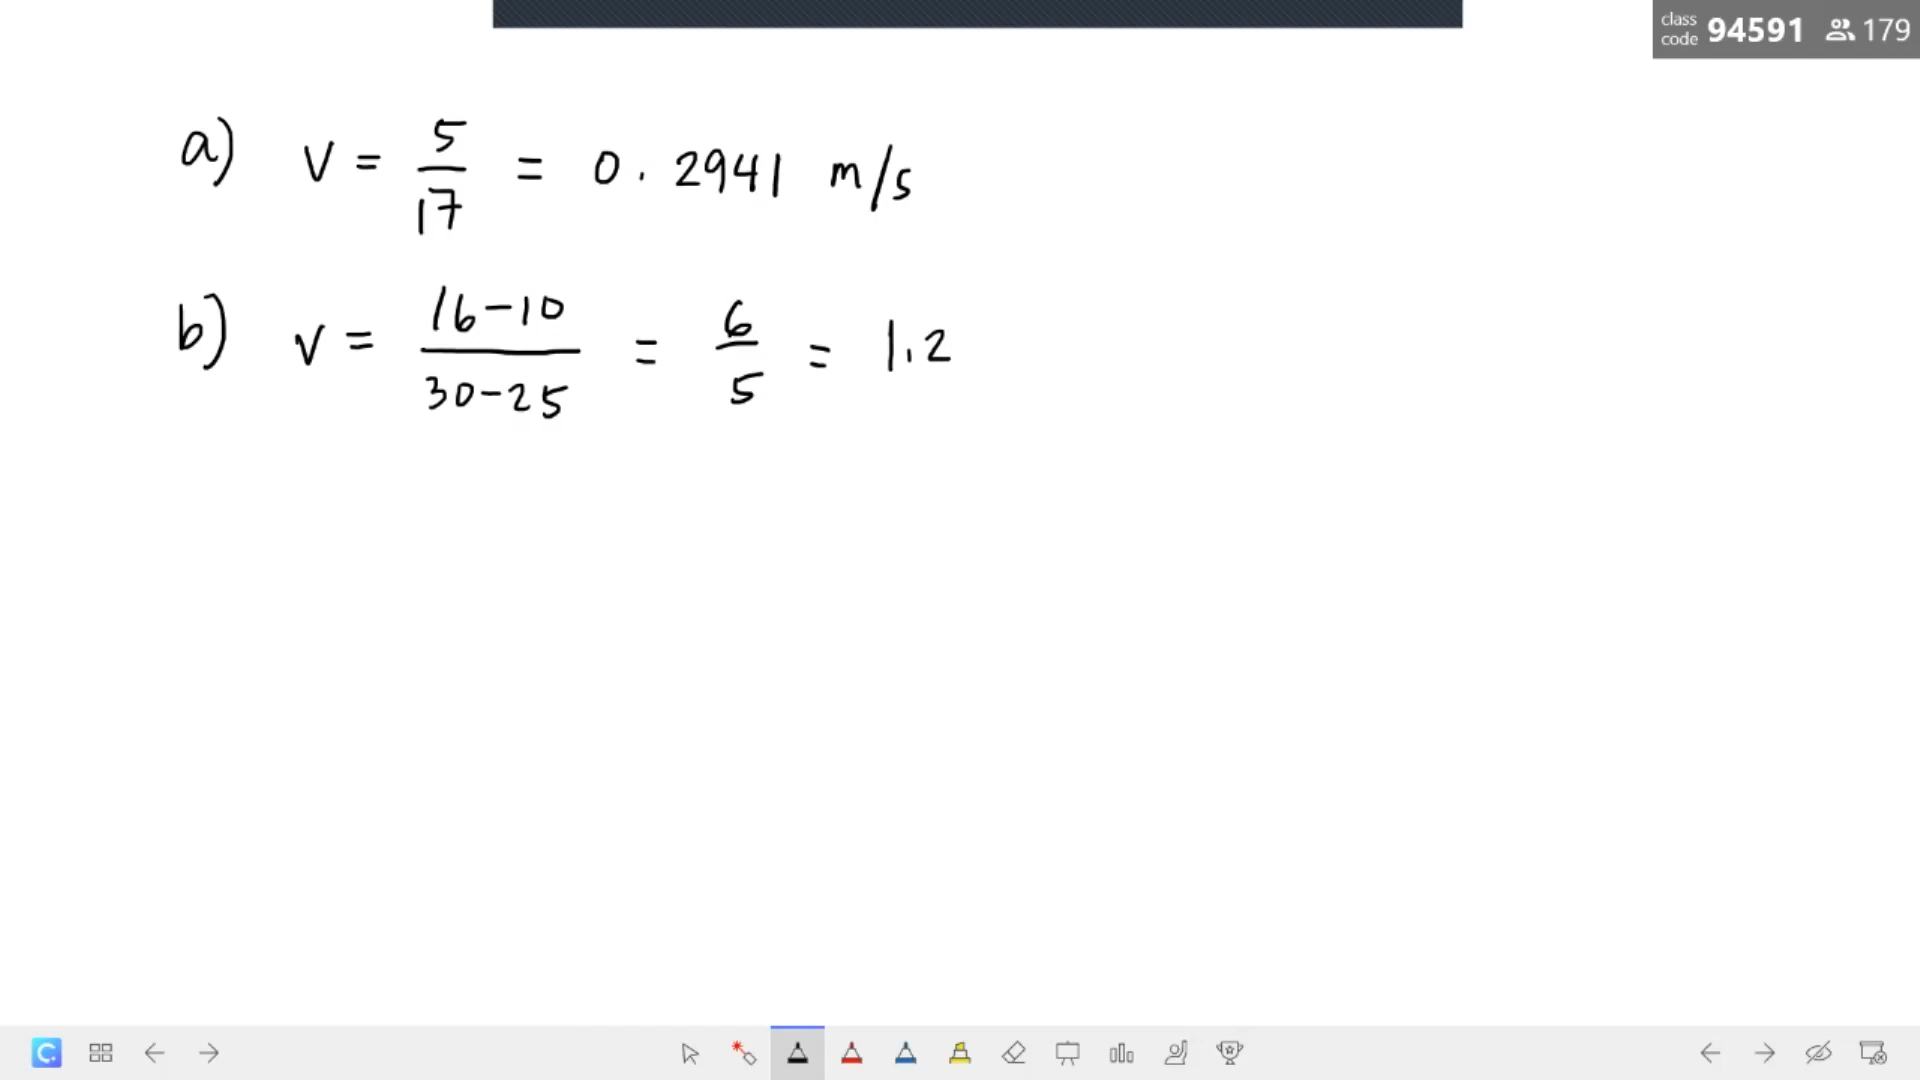 class code 94591 179
a) v = 5/17 = 0.2941 m/s
b) v = 16-10/30-25 = 6/5 = 1.2